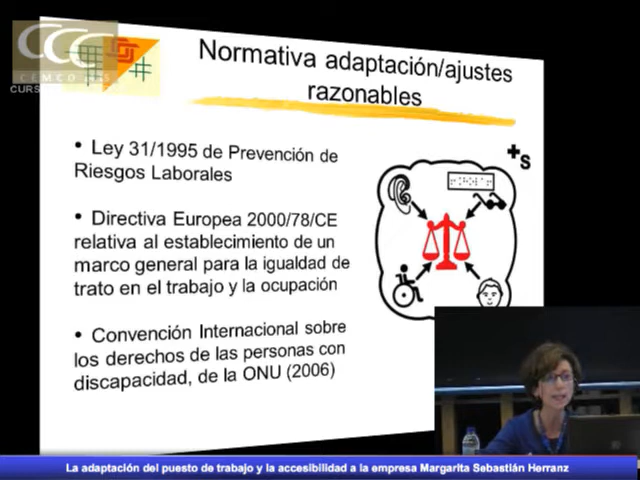 CCC
CEMCO
CURS
Normativa adaptación/ajustes
razonables
• Ley 31/1995 de Prevención de
Riesgos Laborales
• Directiva Europea 2000/78/CE
relativa al establecimiento de un
marco general para la igualdad de
trato en el trabajo y la ocupación
• Convención Internacional sobre
los derechos de las personas con
discapacidad, de la ONU (2006)
+s
La adaptación del puesto de trabajo y la accesibilidad a la empresa Margarita Sebastián Herranz